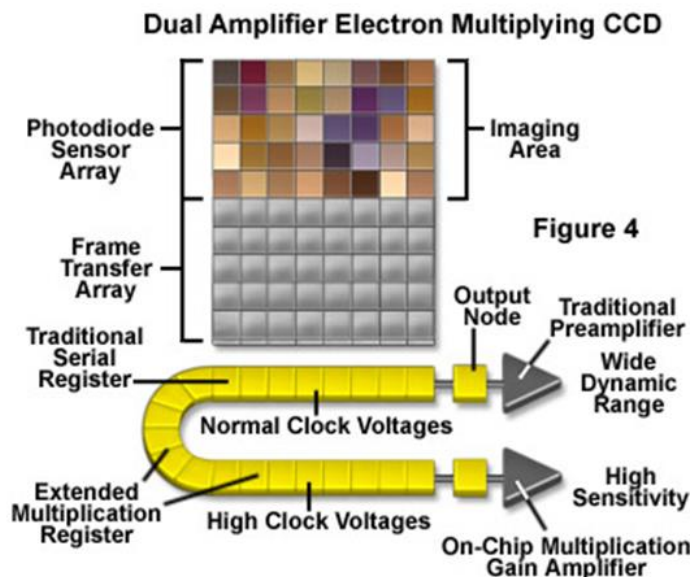 Dual Amplifier Electron Multiplying CCD
Photodiode
Sensor
Array
Imaging
Area
Frame
Transfer
Array
Figure 4
Output
Node
Traditional
Preamplifier
Traditional
Serial
Register
Wide
Dynamic
Range
Normal Clock Voltages
Extended
Multiplication
Register
High Clock Voltages
High
Sensitivity
On-Chip Multiplication
Gain Amplifier